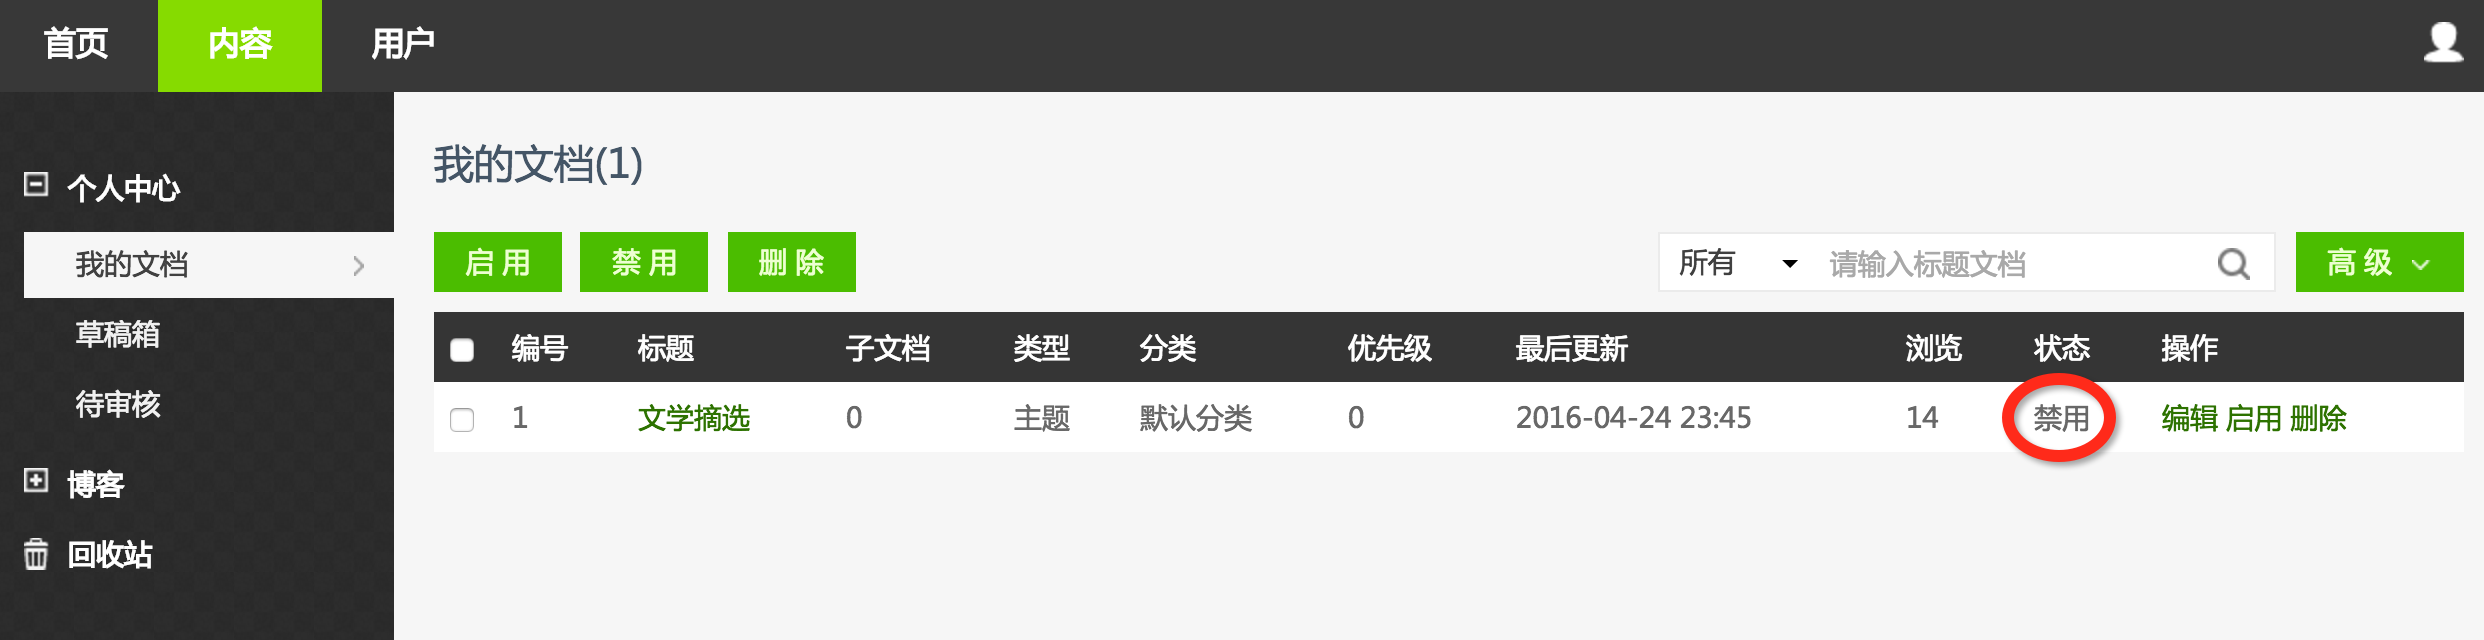 首页 内容 用户
个人中心
我的文档
草稿箱
待审核
博客
回收站
我的文档(1)
启 用 禁 用 删 除 所有 请输入标题文档 高 级
编号 标题 子文档 类型 分类 优先级 最后更新 浏览 状态 操作
1 文学摘选 0 主题 默认分类 0 2016-04-24 23:45 14 禁用 编辑 启用 删除